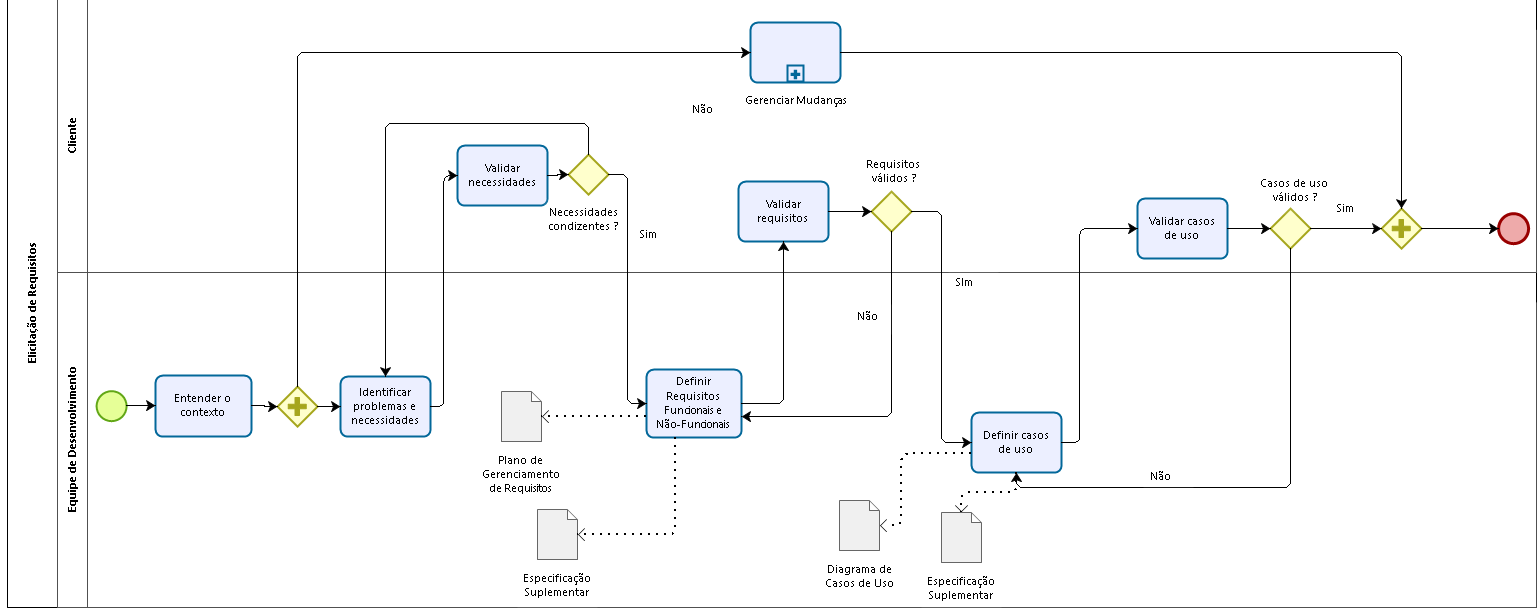 Elicitação de Requisitos
Cliente
Gerenciar Mudanças
Não
Validar
necessidades
Necessidades
condizentes ?
Sim
Validar
requisitos
Requisitos
válidos ?
Validar casos
de uso
Casos de uso
válidos ?
Sim
Equipe de Desenvolvimento
Entender o
contexto
Identificar
problemas e
necessidades
Definir
Requisitos
Funcionais e
Não-Funcionais
Não
Sim
Definir casos
de uso
Não
Plano de
Gerenciamento
de Requisitos
Especificação
Suplementar
Diagrama de
Casos de Uso
Especificação
Suplementar